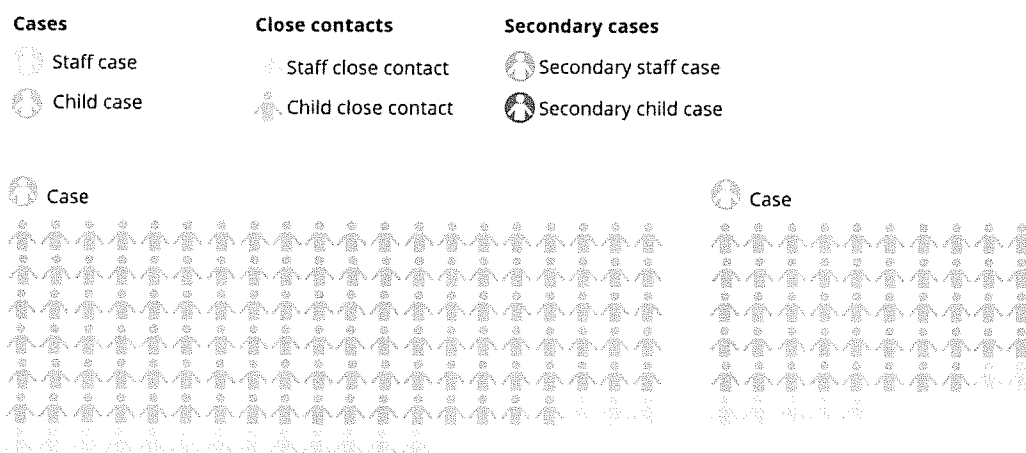 Cases
Close contacts
Secondary cases
Staff case
Staff close contact
Secondary staff case
Child case
Child close contact
Secondary child case
Case
Case